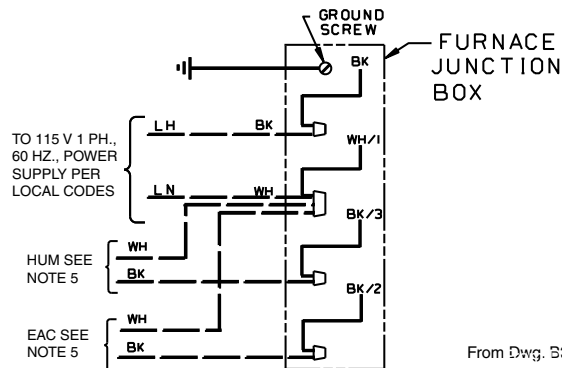 GROUND
SCREW
FURNACE
JUNCTION
BOX
BK
LH BK
TO 115 V 1 PH.,
60 HZ., POWER
SUPPLY PER
LOCAL CODES
WH/1
LN WH
BK/3
WH
HUM SEE
NOTE 5
BK
BK/2
WH
EAC SEE
NOTE 5
BK
From Dwg.